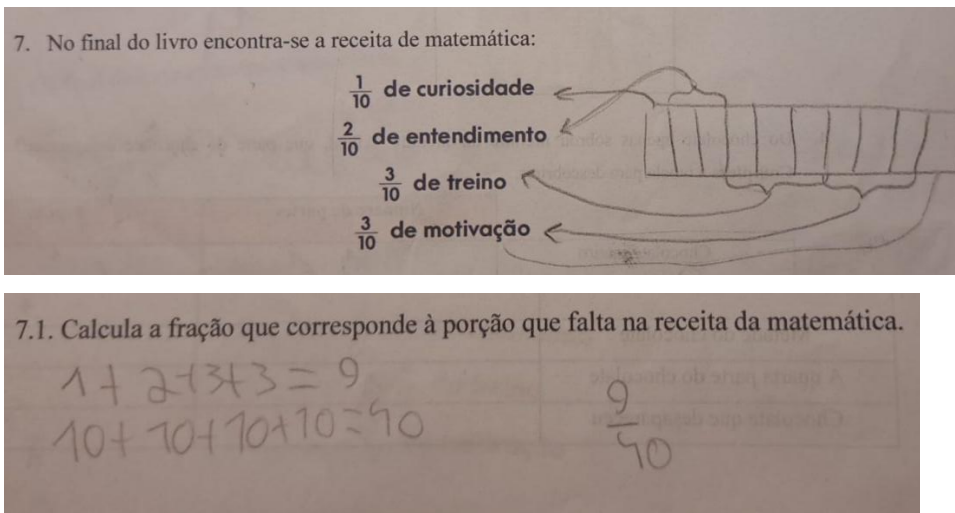 7. No final do livro encontra-se a receita de matemática:
1/10 de curiosidade
2/10 de entendimento
3/10 de treino
3/10 de motivação
7.1. Calcula a fração que corresponde à porção que falta na receita da matemática.
1+2+3+3=9
10+10+10+10=40
9/40